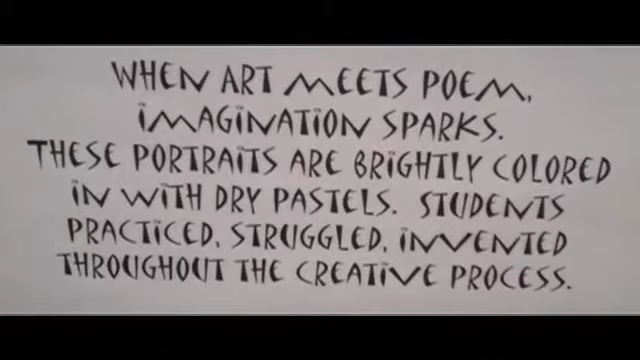 WHEN ART MEETS POEM,
IMAGINATION SPARKS.
THESE PORTRAITS ARE BRIGHTLY COLORED
IN WITH DRY PASTELS. STUDENTS
PRACTICED, STRUGGLED, INVENTED
THROUGHOUT THE CREATIVE PROCESS.